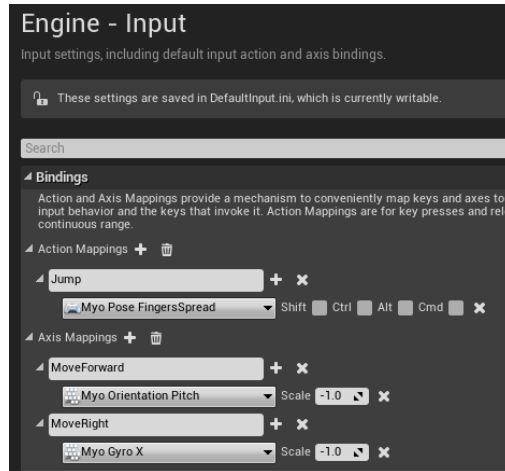 Engine - Input
Input settings, including default input action and axis bindings.
These settings are saved in DefaultInput.ini, which is currently writable.
Search
Bindings
Action and Axis Mappings provide a mechanism to conveniently map keys and axes to
input behavior and the keys that invoke it. Action Mappings are for key presses and rel
continuous range.
Action Mappings
Jump
Myo Pose FingersSpread Shift Ctrl Alt Cmd
Axis Mappings
MoveForward
Myo Orientation Pitch Scale -1.0
MoveRight
Myo Gyro X Scale -1.0